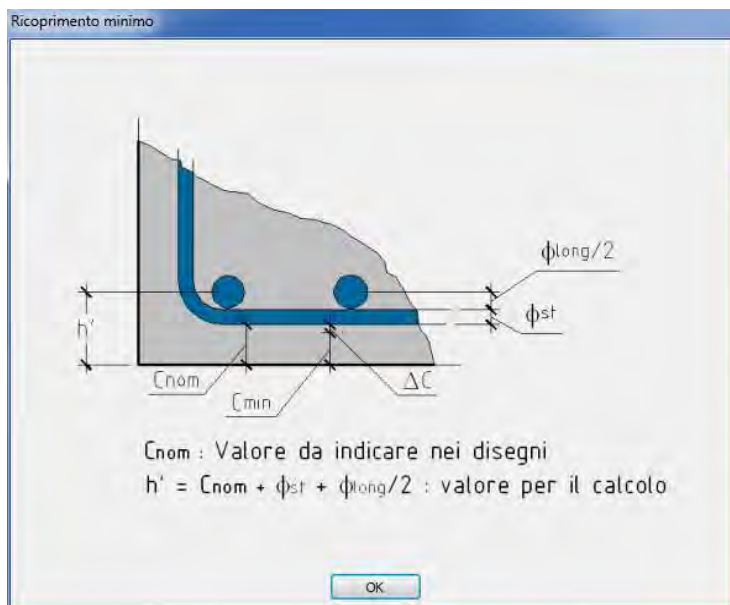 Ricoprimento minimo
ϕlong/2
ϕst
h'
Cnom
Cmin
ΔC
Cnom : Valore da indicare nei disegni
h' = Cnom + ϕst + ϕlong/2 : valore per il calcolo
OK